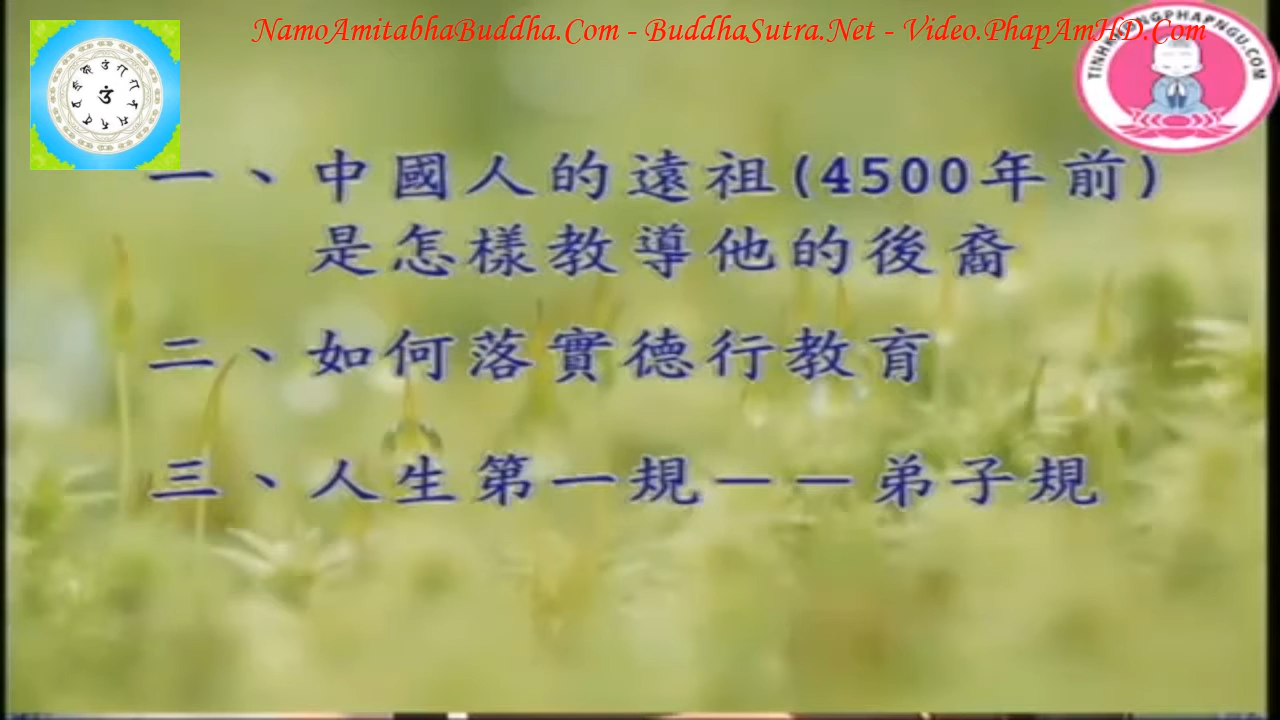 NamoAmitabhaBuddha.Com - BuddhaSutra.Net - Video.PhapAmHD.Com
一、中國人的遠祖(4500年前)
是怎樣教導他的後裔
二、如何落實德行教育
三、人生第一規－－弟子規